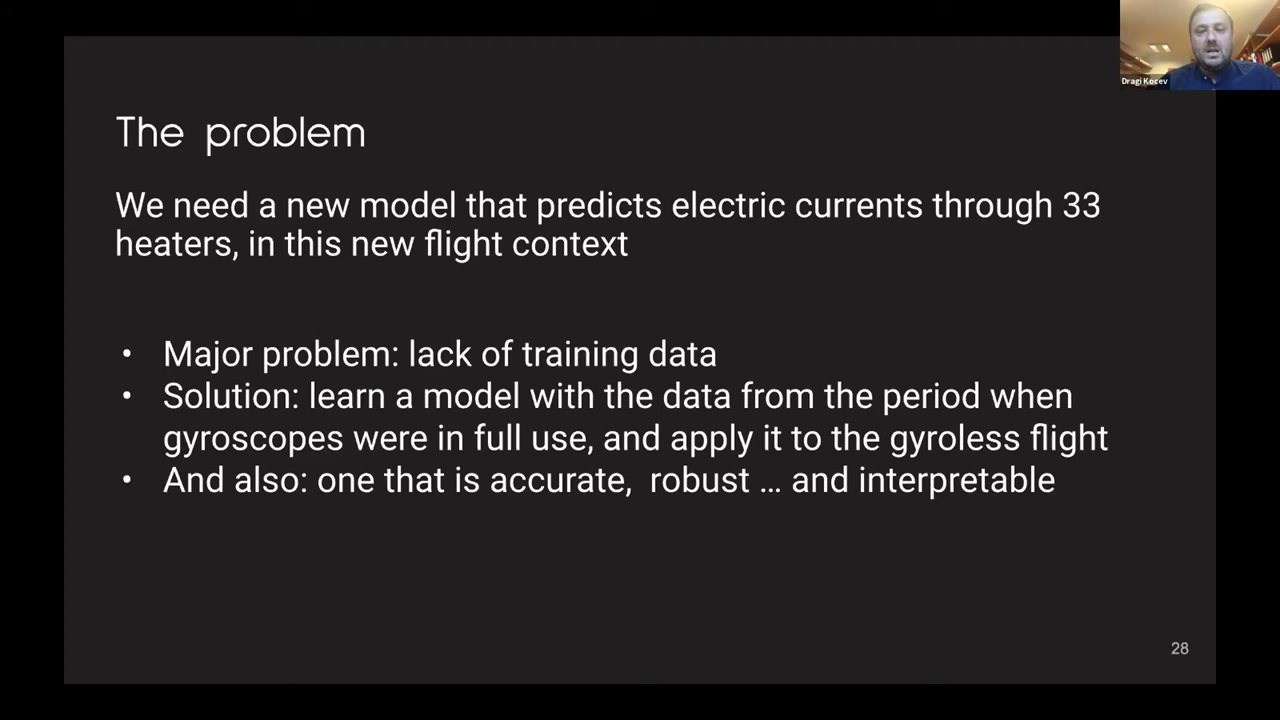 Dragi Kocev
The problem
We need a new model that predicts electric currents through 33
heaters, in this new flight context
• Major problem: lack of training data
• Solution: learn a model with the data from the period when
gyroscopes were in full use, and apply it to the gyroless flight
• And also: one that is accurate, robust … and interpretable
28